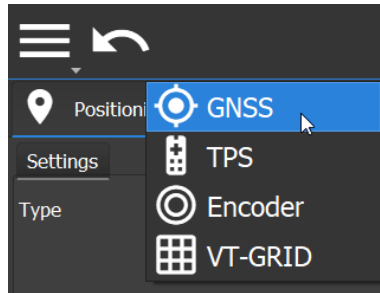 GNSS
Positioni
TPS
Settings
Type
Encoder
VT-GRID